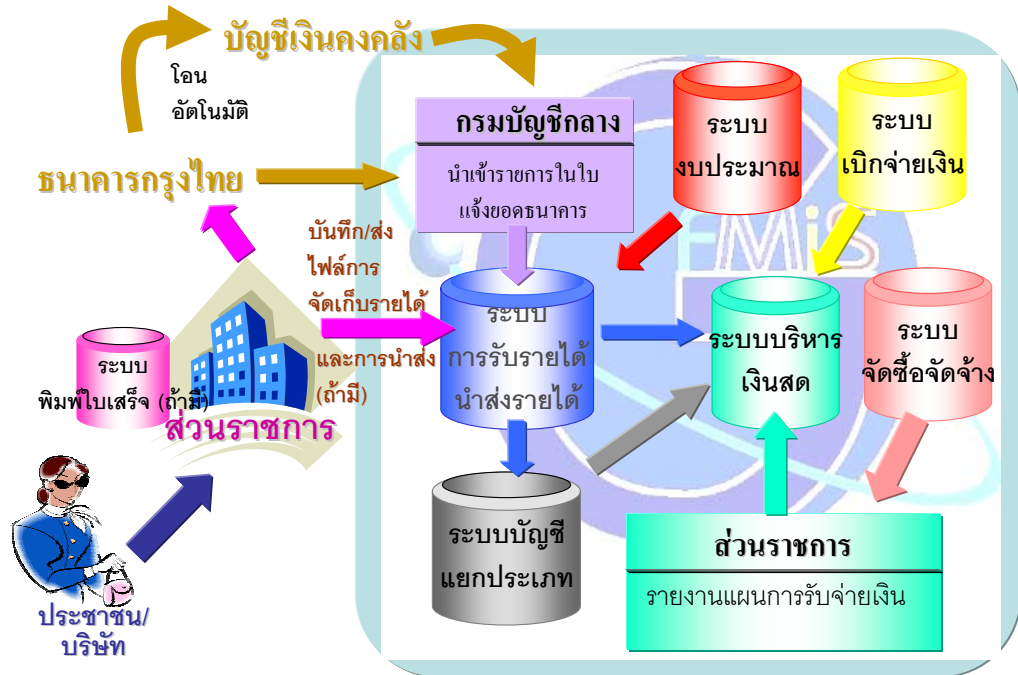 บัญชีเงินคงคลัง
โอน
อัตโนมัติ
ธนาคารกรุงไทย
กรมบัญชีกลาง
นำเข้ารายการในใบ
แจ้งยอดธนาคาร
ระบบ
งบประมาณ
ระบบ
เบิกจ่ายเงิน
FMiS
บันทึก/ส่ง
ไฟล์การ
จัดเก็บรายได้
และการนำส่ง
(ถ้ามี)
ระบบ
การรับรายได้
นำส่งรายได้
ระบบบริหาร
เงินสด
ระบบ
จัดซื้อจัดจ้าง
ระบบ
พิมพ์ใบเสร็จ (ถ้ามี)
ส่วนราชการ
ระบบบัญชี
แยกประเภท
ส่วนราชการ
รายงานแผนการรับจ่ายเงิน
ประชาชน/
บริษัท